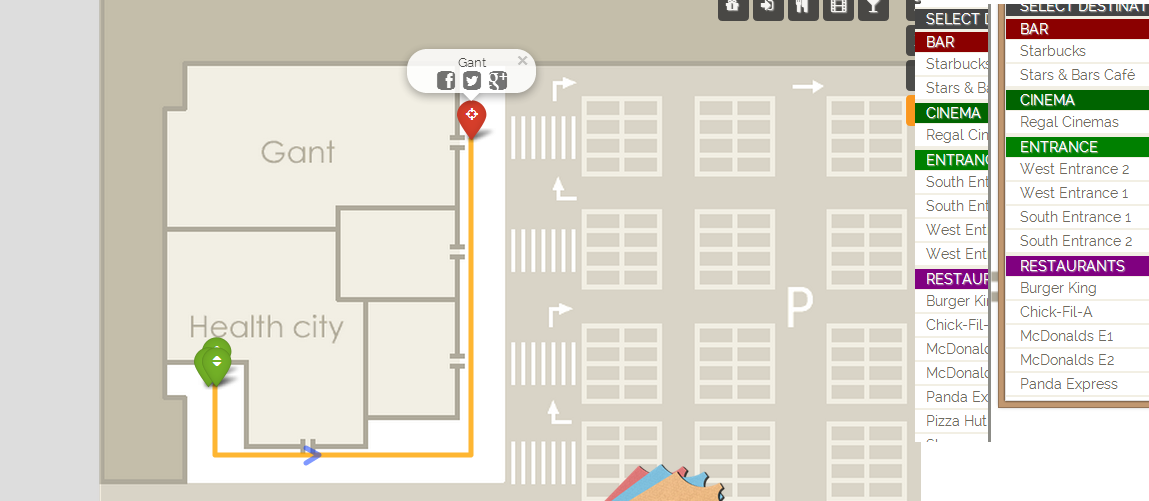 Gant
f
g+
Gant
Health city
P
SELECT D
BAR
Starbucks
Stars & Ba
CINEMA
Regal Cin
ENTRANC
South Ent
South Ent
West Ent
West Ent
RESTAUR
Burger Kin
Chick-Fil-
McDonald
McDonald
Panda Ex
Pizza Hut
SELECT DESTINAT
BAR
Starbucks
Stars & Bars Café
CINEMA
Regal Cinemas
ENTRANCE
West Entrance 2
West Entrance 1
South Entrance 1
South Entrance 2
RESTAURANTS
Burger King
Chick-Fil-A
McDonalds E1
McDonalds E2
Panda Express